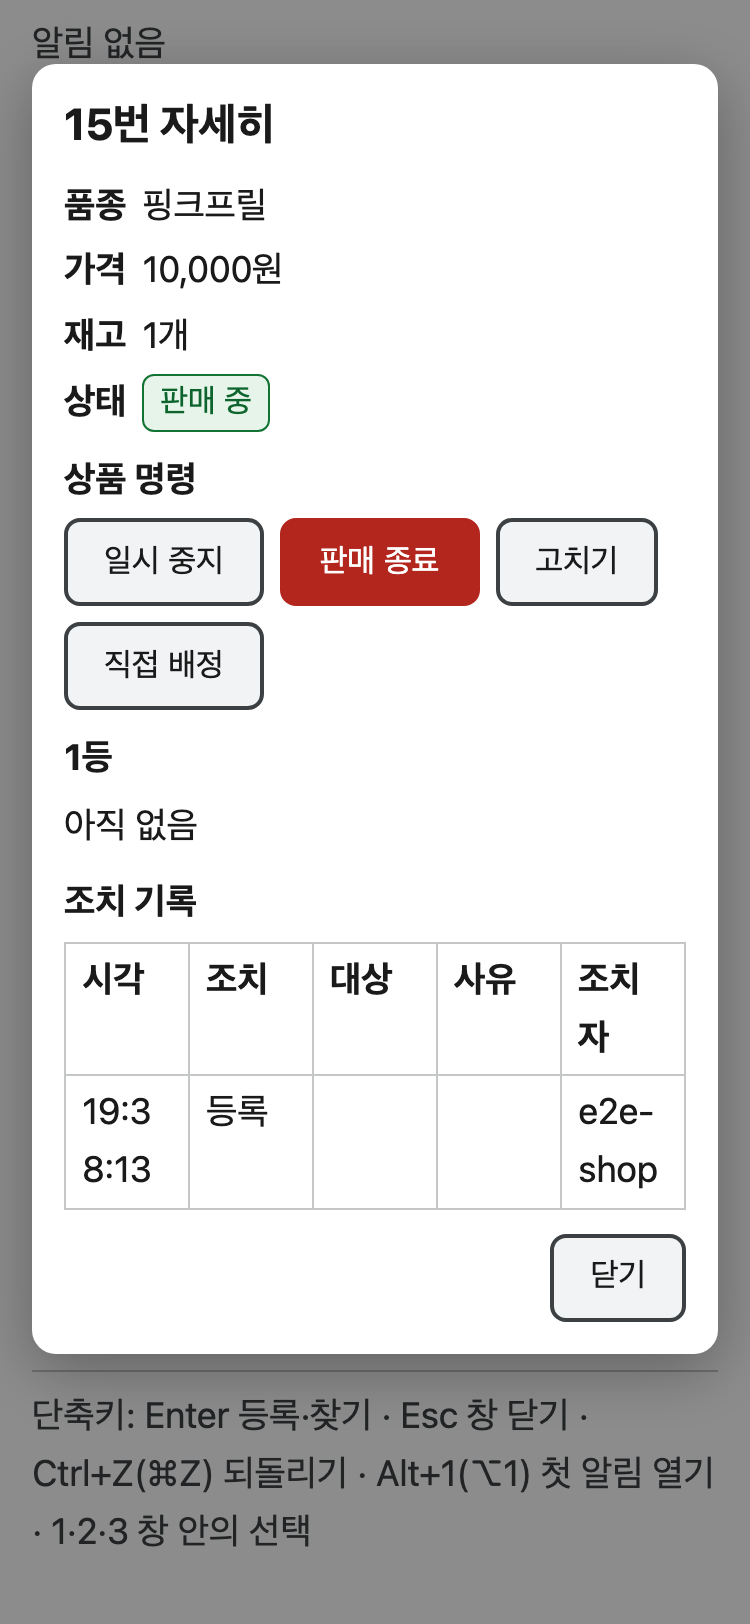 알림 없음
15번 자세히
품종 핑크프릴
가격 10,000원
재고 1개
상태 판매 중
상품 명령
일시 중지 판매 종료 고치기
직접 배정
1등
아직 없음
조치 기록
시각 조치 대상 사유 조치
자
19:3 등록 e2e-
8:13 shop
닫기
단축키: Enter 등록·찾기 · Esc 창 닫기 ·
Ctrl+Z(⌘Z) 되돌리기 · Alt+1(⌥1) 첫 알림 열기
· 1·2·3 창 안의 선택